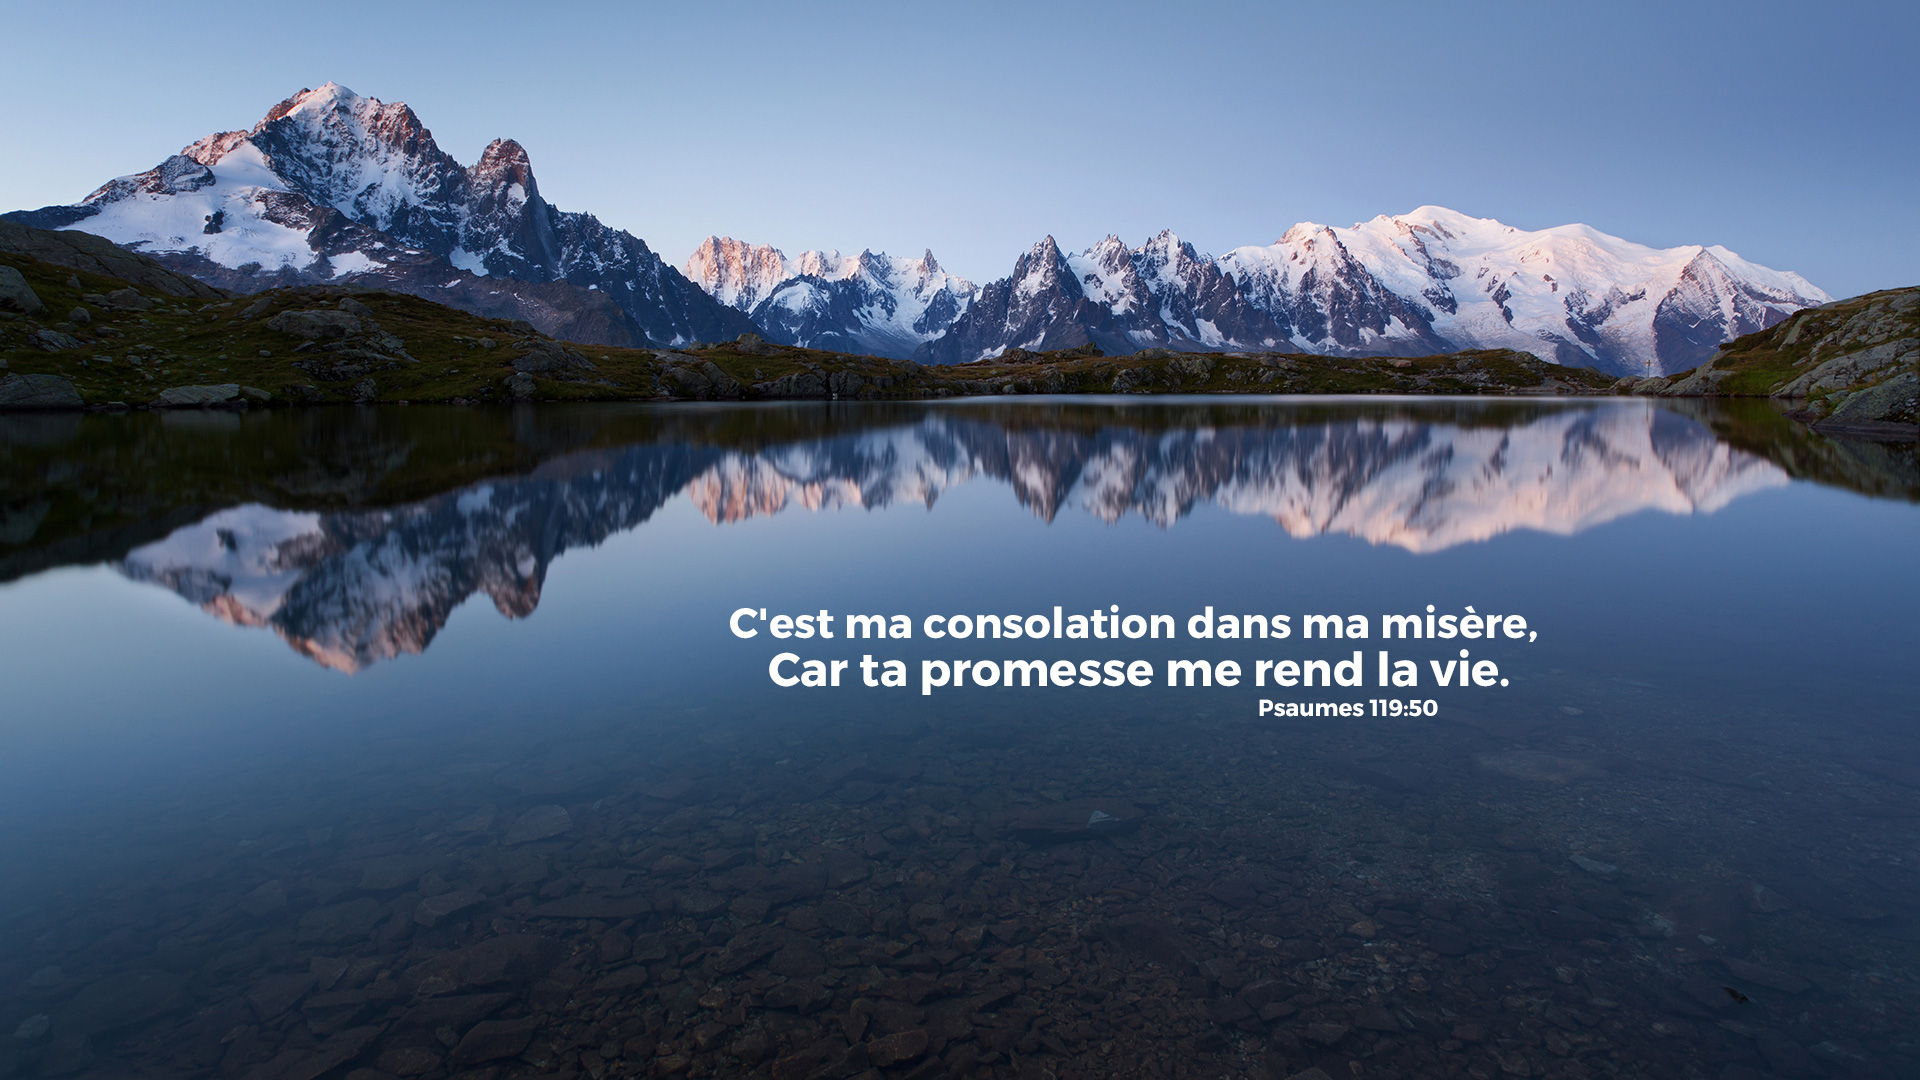 C'est ma consolation dans ma misère,
Car ta promesse me rend la vie.
Psaumes 119:50